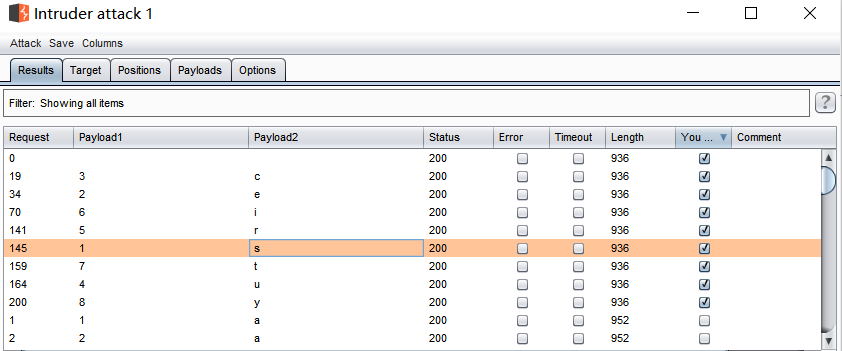 Intruder attack 1
Attack Save Columns
Results Target Positions Payloads Options
Filter: Showing all items ?
Request Payload1 Payload2 Status Error Timeout Length You ... Comment
0 200 936
19 3 c 200 936
34 2 e 200 936
70 6 i 200 936
141 5 r 200 936
145 1 s 200 936
159 7 t 200 936
164 4 u 200 936
200 8 y 200 936
1 1 a 200 952
2 2 a 200 952